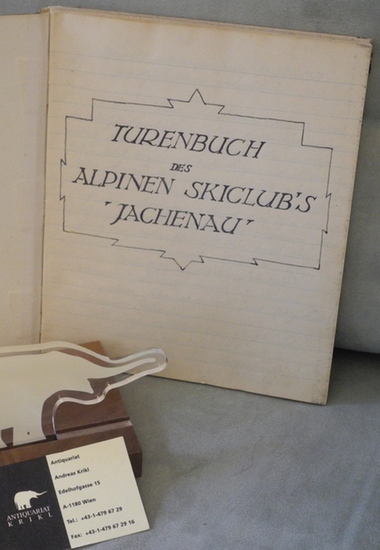 TURENBUCH
DES
ALPINEN SKICLUB'S
'JACHENAU'
Antiquariat
Andreas Krikl
Edelhofgasse 15
A-1180 Wien
Tel.: +43-1-479 67 29
Fax: +43-1-479 67 29 16
ANTIQUARIAT
KRIKL